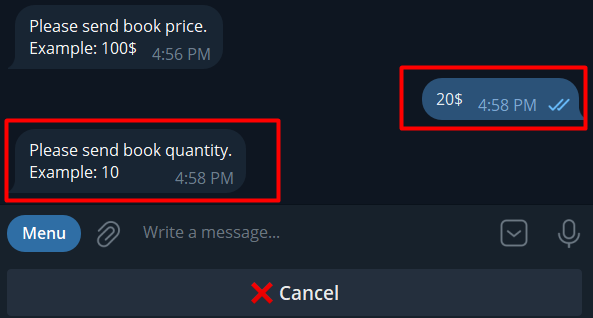 Please send book price.
Example: 100$ 4:56 PM
20$ 4:58 PM
Please send book quantity.
Example: 10 4:58 PM
Menu Write a message...
Cancel